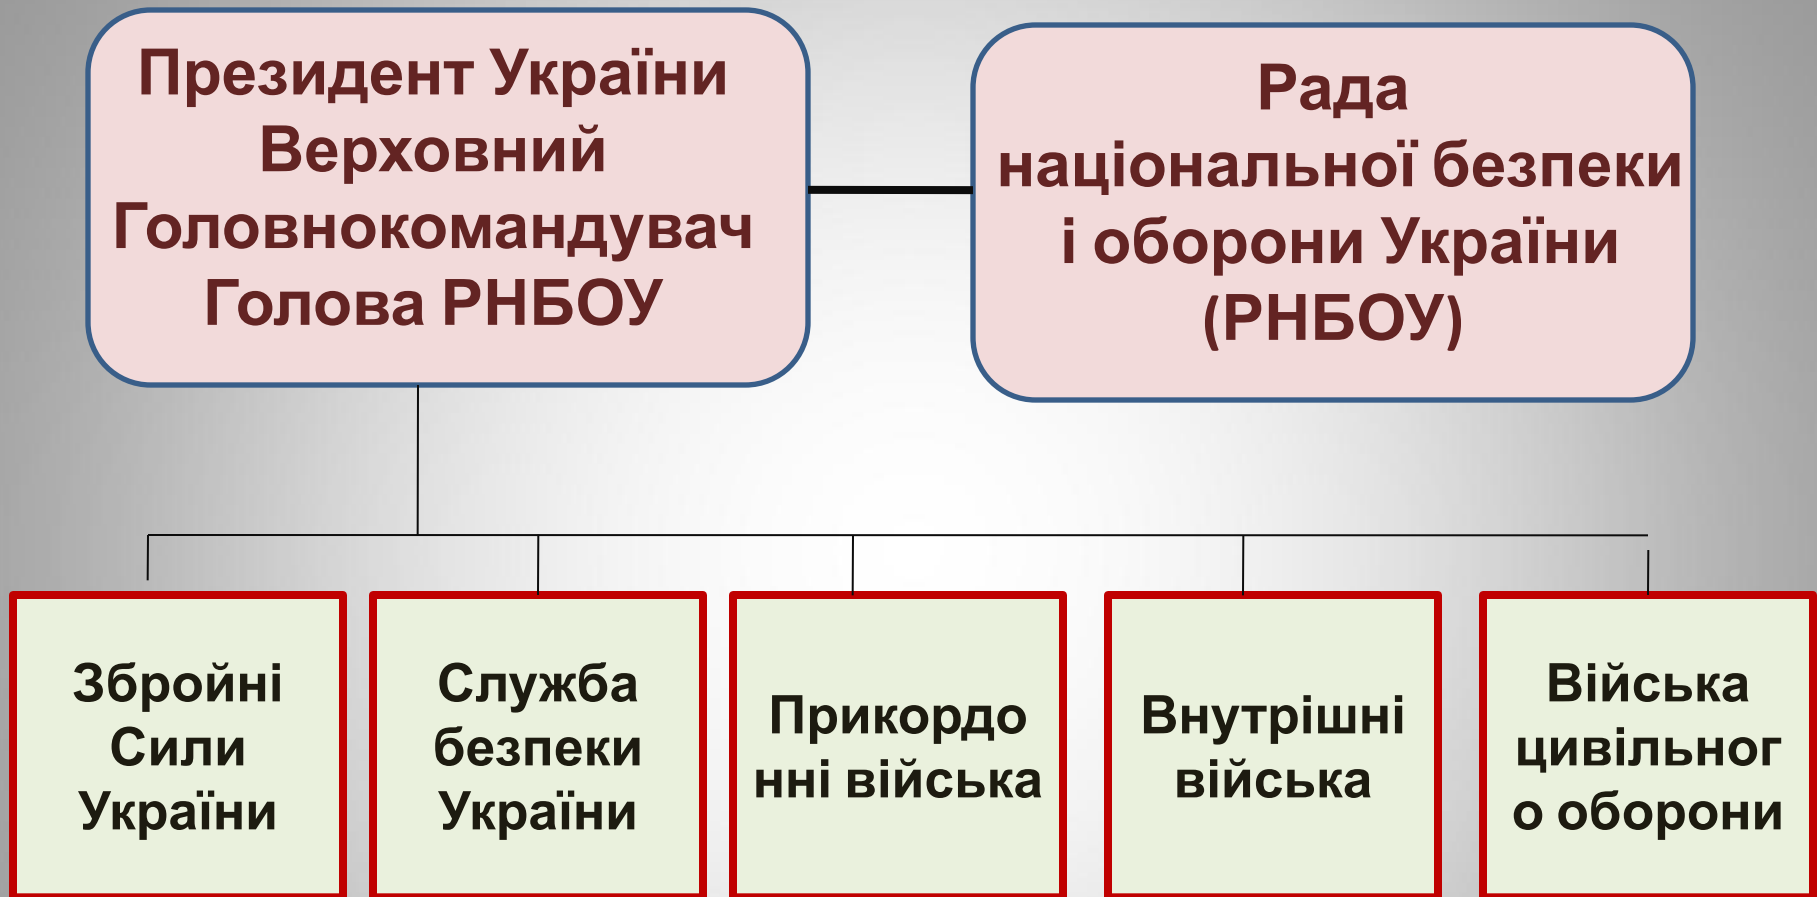 Президент України
Верховний
Головнокомандувач
Голова РНБОУ
Рада
національної безпеки
і оборони України
(РНБОУ)
Збройні
Сили
України
Служба
безпеки
України
Прикордо
нні війська
Внутрішні
війська
Війська
цивільног
о оборони